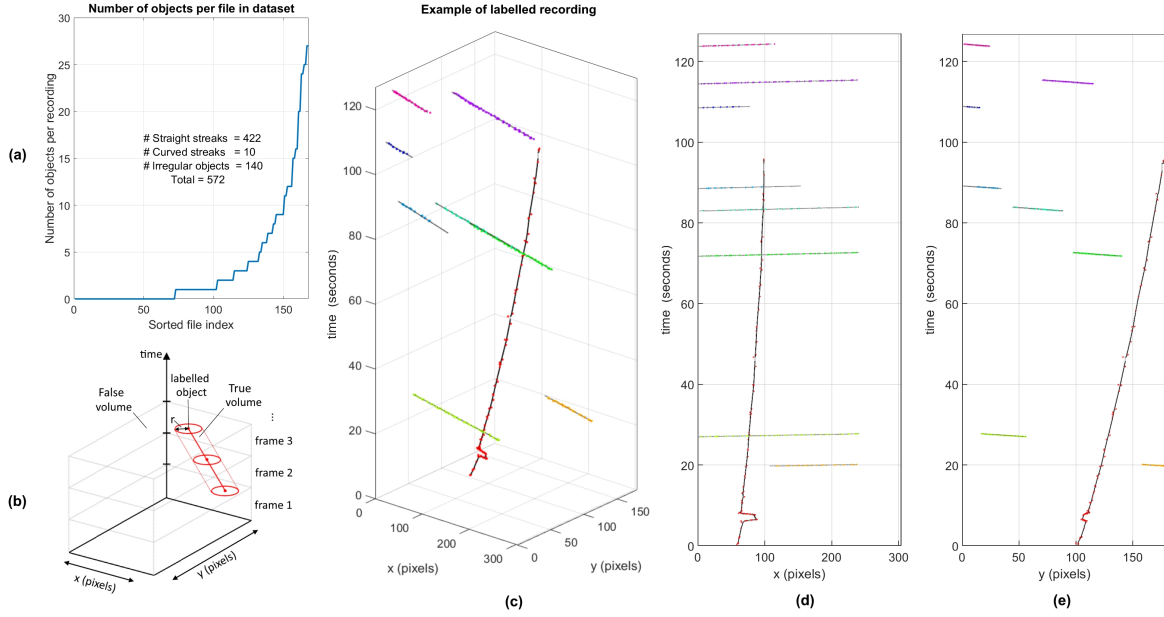 Number of objects per file in dataset
30
25
20
15
10
5
0
Number of objects per recording
# Straight streaks = 422
# Curved streaks = 10
# Irregular objects = 140
Total = 572
0
50
100
150
Sorted file index
(a)
time
labelled
object
False
volume
True
volume
r
...
frame 3
frame 2
frame 1
x (pixels)
y (pixels)
(b)
Example of labelled recording
120
100
80
60
40
20
0
time (seconds)
0
100
200
300
x (pixels)
0
50
100
150
y (pixels)
(c)
120
100
80
60
40
20
0
time (seconds)
0
100
200
300
x (pixels)
(d)
120
100
80
60
40
20
0
time (seconds)
0
50
100
150
y (pixels)
(e)